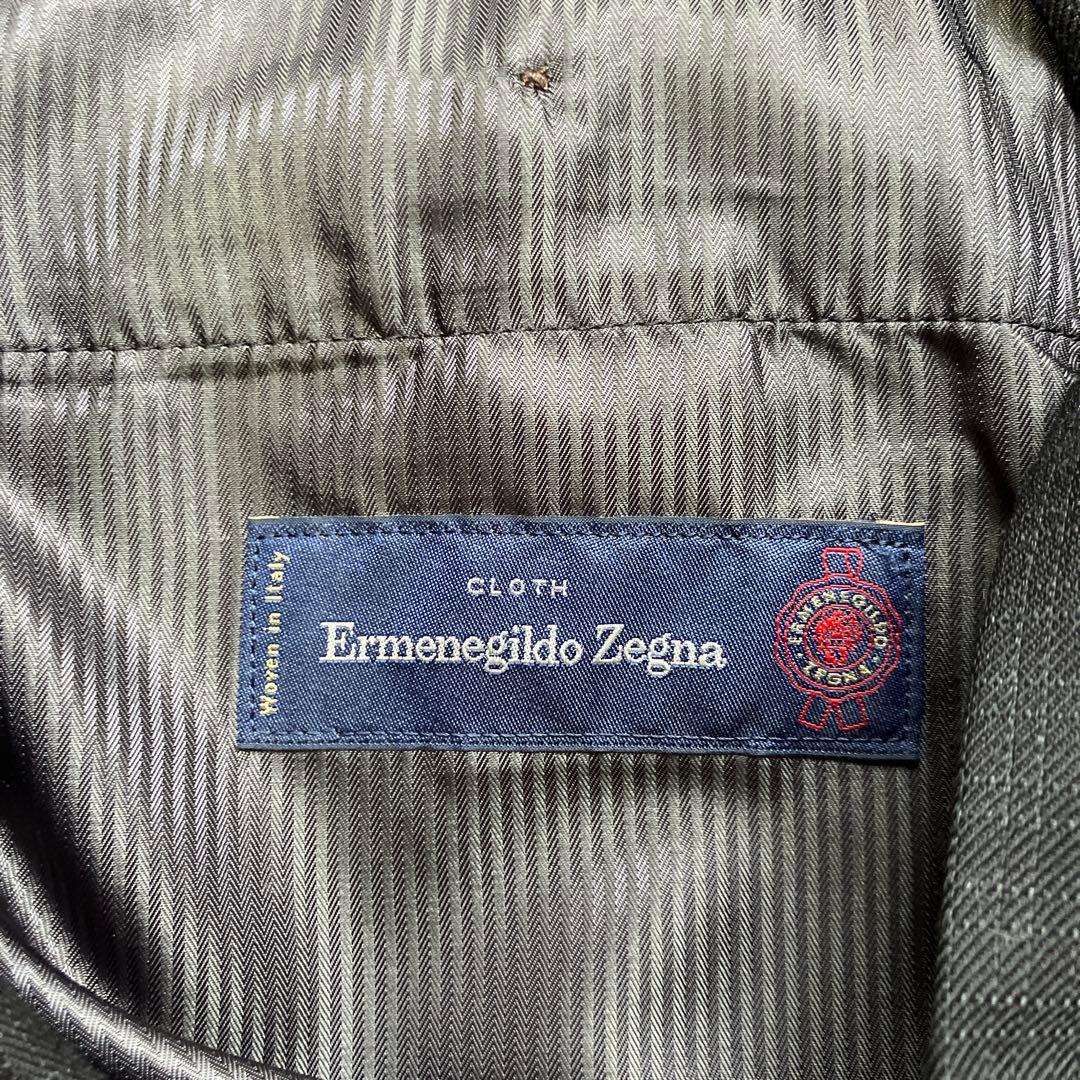 Woven in Italy
CLOTH
Ermenegildo Zegna
ERMENEGILDO
ZEGNA